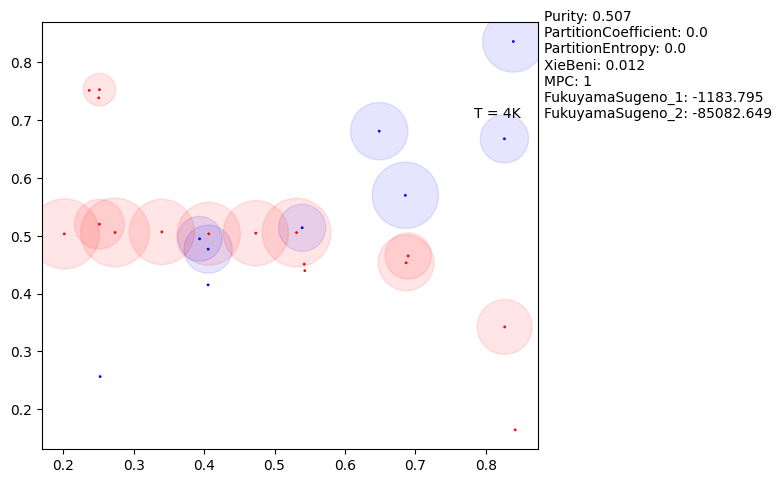 Purity: 0.507
PartitionCoefficient: 0.0
PartitionEntropy: 0.0
XieBeni: 0.012
MPC: 1
FukuyamaSugeno_1: -1183.795
FukuyamaSugeno_2: -85082.649
T = 4K
0.8
0.7
0.6
0.5
0.4
0.3
0.2
0.2 0.3 0.4 0.5 0.6 0.7 0.8